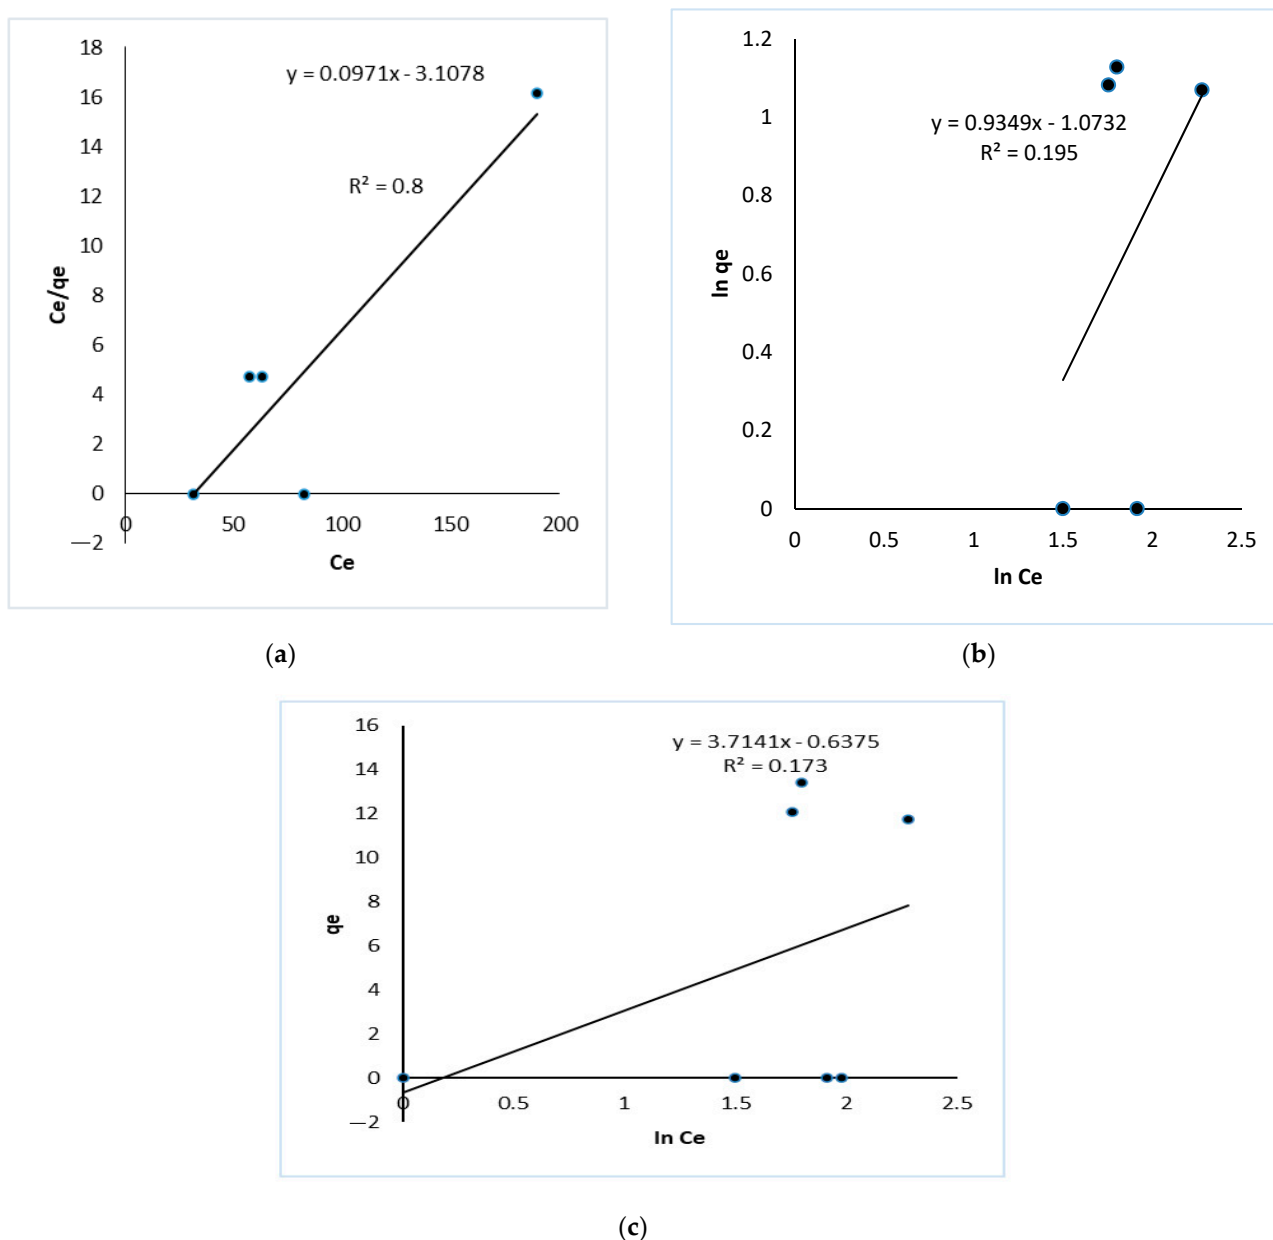 18
16
14
12
10
8
6
4
2
0
—2
Ce/qe
y = 0.0971x - 3.1078
R² = 0.8
0 50 100 150 200
Ce
(a)
1.2
1
0.8
0.6
0.4
0.2
0
ln qe
y = 0.9349x - 1.0732
R² = 0.195
0 0.5 1 1.5 2 2.5
ln Ce
(b)
16
14
12
10
8
6
4
2
0
—2
qe
y = 3.7141x - 0.6375
R² = 0.173
0 0.5 1 1.5 2 2.5
ln Ce
(c)